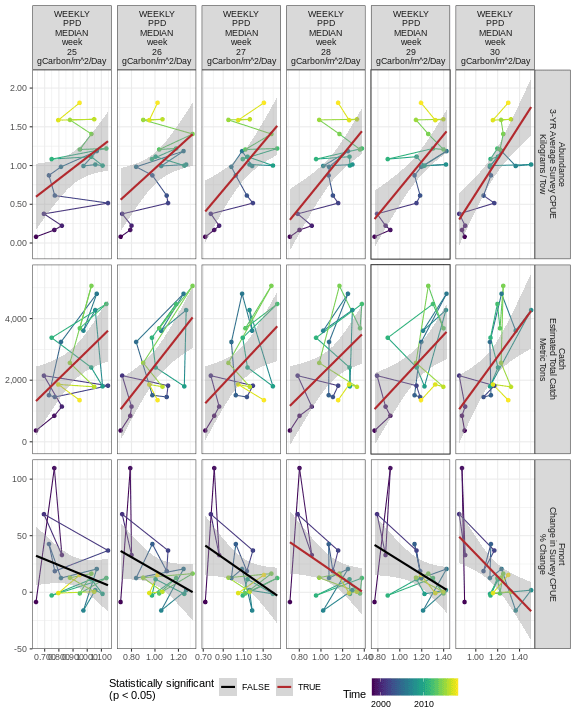 WEEKLY
PPD
MEDIAN
week
25
gCarbon/m^2/Day
WEEKLY
PPD
MEDIAN
week
26
gCarbon/m^2/Day
WEEKLY
PPD
MEDIAN
week
27
gCarbon/m^2/Day
WEEKLY
PPD
MEDIAN
week
28
gCarbon/m^2/Day
WEEKLY
PPD
MEDIAN
week
29
gCarbon/m^2/Day
WEEKLY
PPD
MEDIAN
week
30
gCarbon/m^2/Day
2.00
1.50
1.00
0.50
0.00
Abundance
3-YR Average Survey CPUE
Kilograms / Tow
4,000
2,000
0
Catch
Estimated Total Catch
Metric Tons
100
50
0
-50
Fmort
Change in Survey CPUE
% Change
0.70 0.80 0.90 1.00 1.100
0.80 1.00 1.20
0.70 0.90 1.10 1.30
0.80 1.00 1.20 1.40
0.80 1.00 1.20 1.40
1.00 1.20 1.40
Statistically significant
(p < 0.05)
FALSE
TRUE
Time
2000
2010